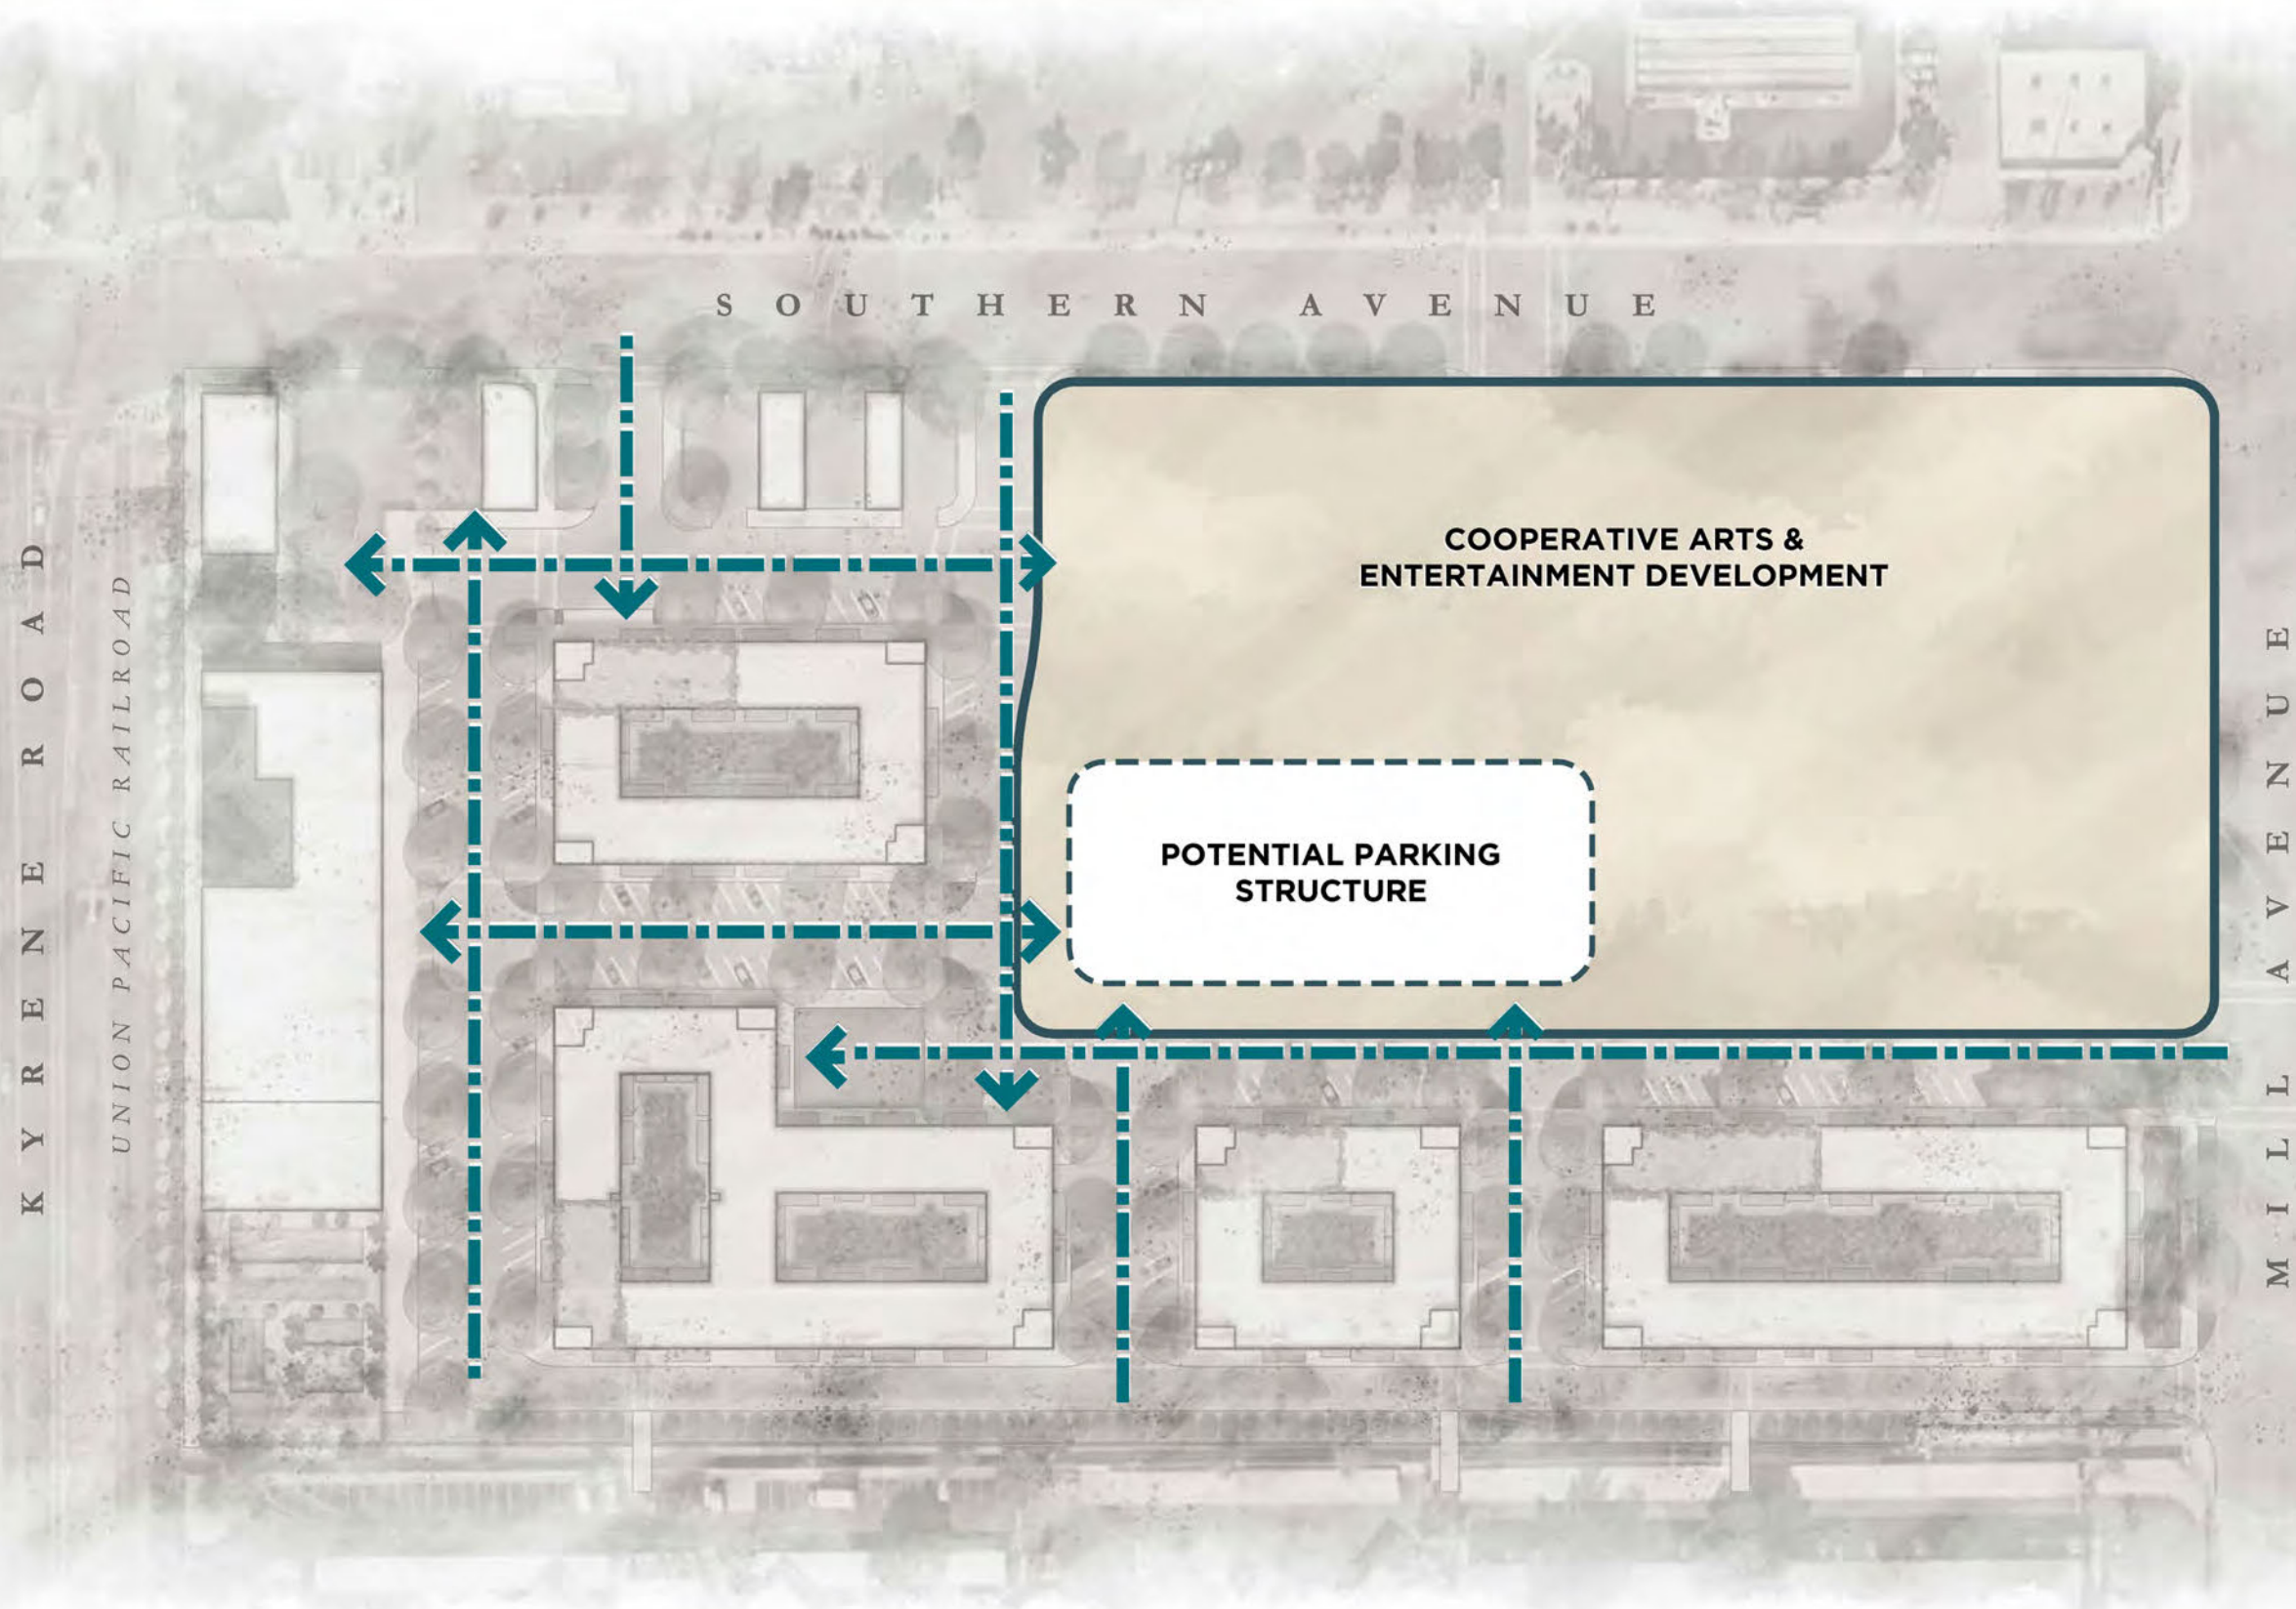 SOUTHERN AVENUE
COOPERATIVE ARTS &
ENTERTAINMENT DEVELOPMENT
POTENTIAL PARKING
STRUCTURE
KYRENE ROAD
UNION PACIFIC RAILROAD
MILL AVENUE